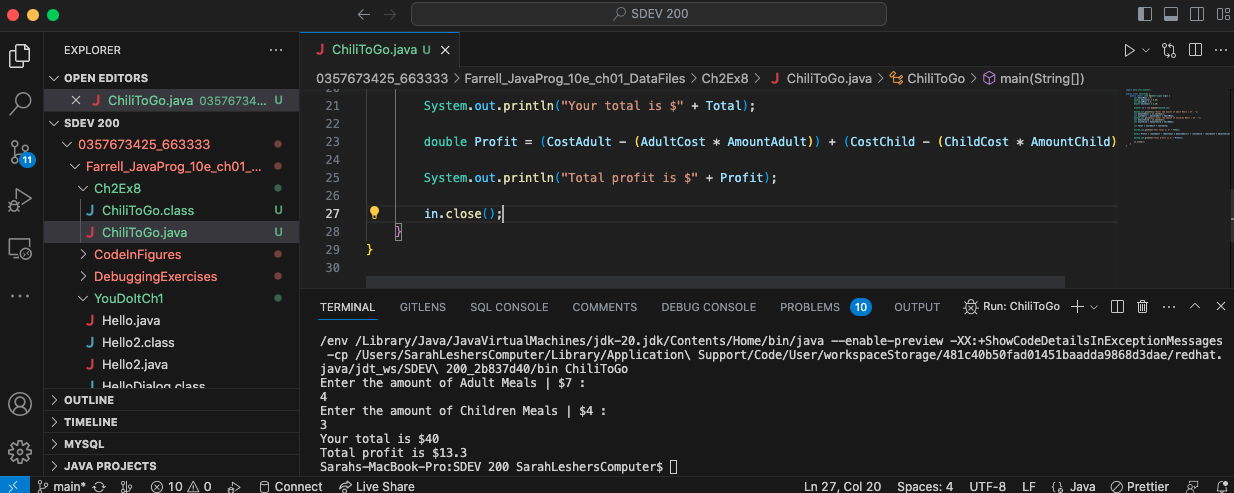 SDEV 200
EXPLORER
OPEN EDITORS
ChiliToGo.java 03576734... U
SDEV 200
0357673425_663333
Farrell_JavaProg_10e_ch01_...
Ch2Ex8
ChiliToGo.class U
ChiliToGo.java U
CodeInFigures
DebuggingExercises
YouDoItCh1
Hello.java
Hello2.class
Hello2.java
HelloDialog.class
OUTLINE
TIMELINE
MYSQL
JAVA PROJECTS
11
ChiliToGo.java U
0357673425_663333 > Farrell_JavaProg_10e_ch01_DataFiles > Ch2Ex8 > ChiliToGo.java > ChiliToGo > main(String[])
20
21 System.out.println("Your total is $" + Total);
22
23 double Profit = (CostAdult - (AdultCost * AmountAdult)) + (CostChild - (ChildCost * AmountChild)
24
25 System.out.println("Total profit is $" + Profit);
26
27 in.close();
28 }
29 }
30
TERMINAL GITLENS SQL CONSOLE COMMENTS DEBUG CONSOLE PROBLEMS 10 OUTPUT Run: ChiliToGo
/env /Library/Java/JavaVirtualMachines/jdk-20.jdk/Contents/Home/bin/java --enable-preview -XX:+ShowCodeDetailsInExceptionMessages
-cp /Users/SarahLeshersComputer/Library/Application\ Support/Code/User/workspaceStorage/481c40b50fad01451baadda9868d3dae/redhat.
java/jdt_ws/SDEV\ 200_2b837d40/bin ChiliToGo
Enter the amount of Adult Meals | $7 :
4
Enter the amount of Children Meals | $4 :
3
Your total is $40
Total profit is $13.3
Sarahs-MacBook-Pro:SDEV 200 SarahLeshersComputer$
main* 10 0 Connect Live Share Ln 27, Col 20 Spaces: 4 UTF-8 LF {} Java Prettier